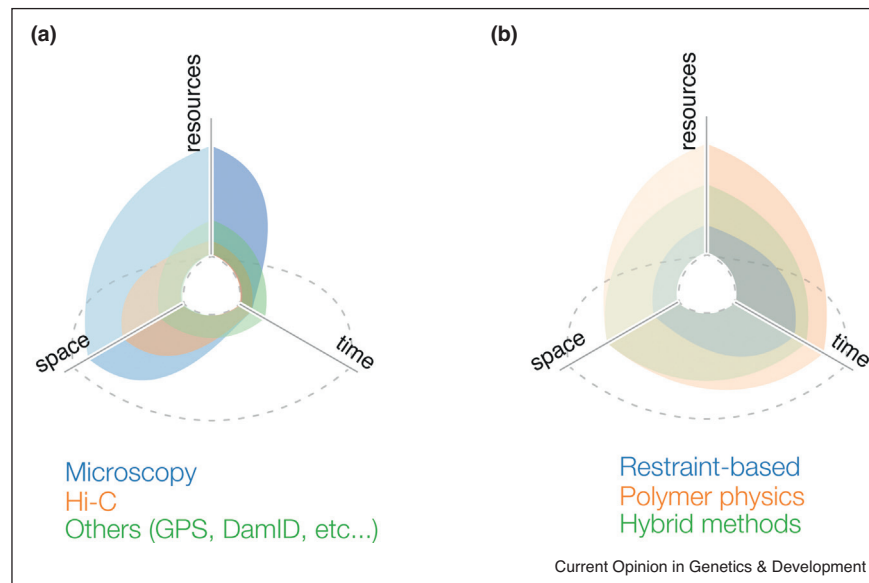 (a)
resources
space
time
Microscopy
Hi-C
Others (GPS, DamID, etc...)
(b)
resources
space
time
Restraint-based
Polymer physics
Hybrid methods
Current Opinion in Genetics & Development